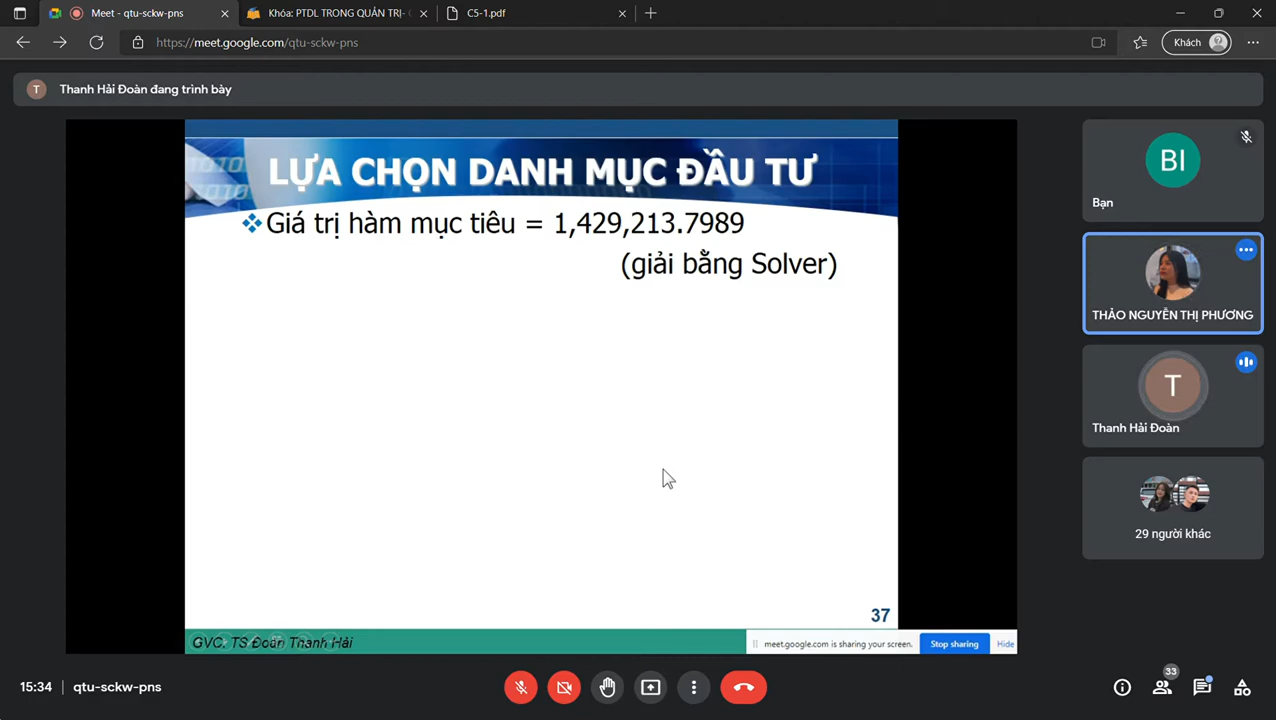 Meet - qtu-sckw-pns
Khóa: PTDL TRONG QUẢN TRỊ-
C5-1.pdf
https://meet.google.com/qtu-sckw-pns
Khách
T
Thanh Hải Đoàn đang trình bày
LỰA CHỌN DANH MỤC ĐẦU TƯ
Giá trị hàm mục tiêu = 1,429,213.7989
(giải bằng Solver)
37
GVC. TS Đoàn Thanh Hải
meet.google.com is sharing your screen.
Stop sharing
Hide
BI
Bạn
THẢO NGUYỄN THỊ PHƯƠNG
T
Thanh Hải Đoàn
29 người khác
15:34
qtu-sckw-pns
33